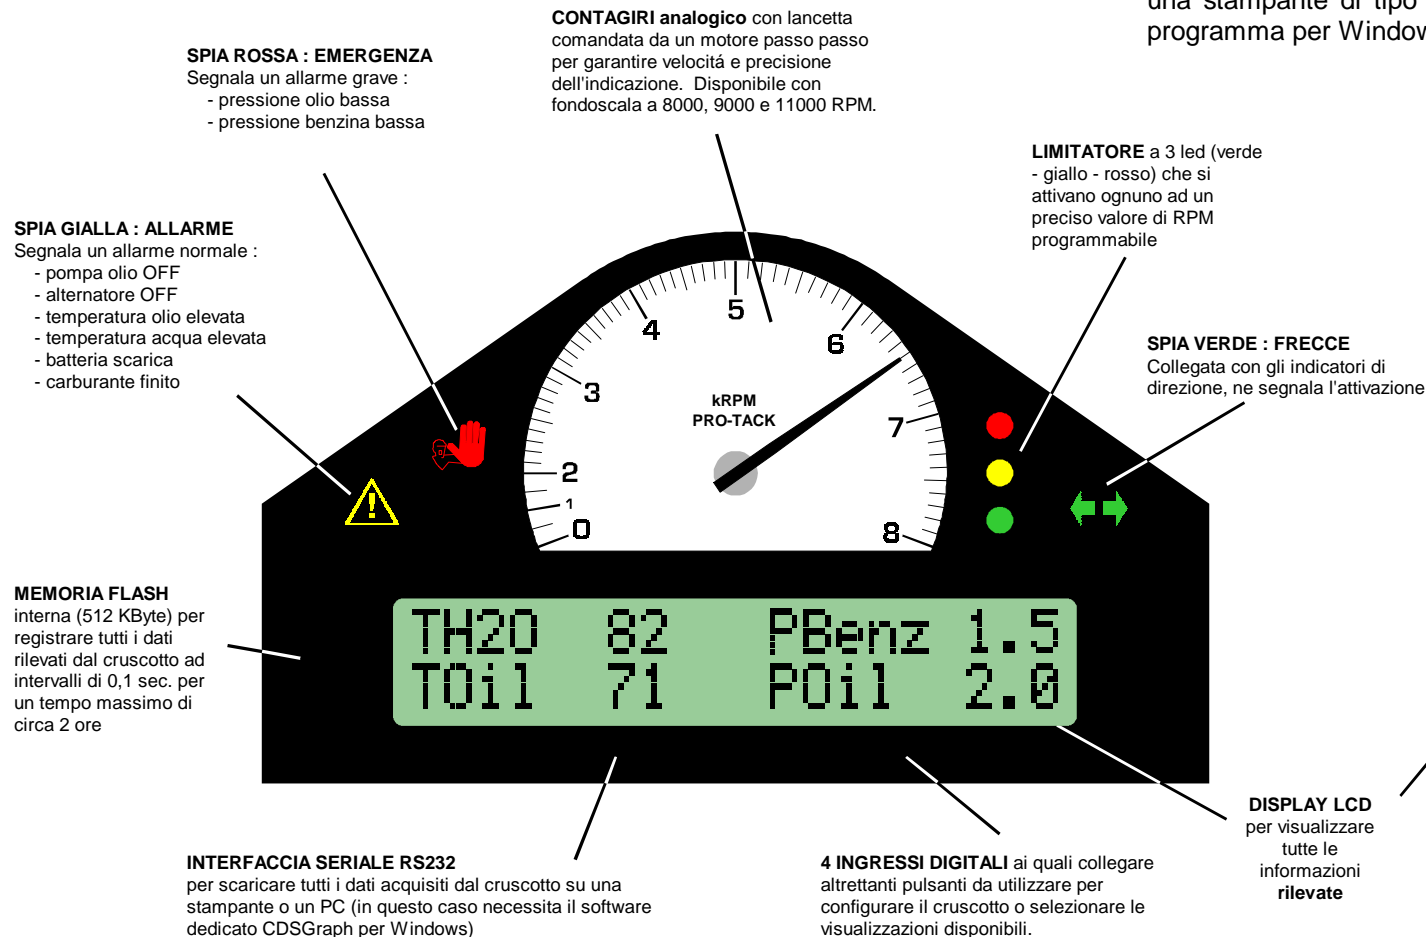 una stampante di tipo
programma per Window
CONTAGIRI analogico con lancetta
comandata da un motore passo passo
per garantire velocitá e precisione
dell'indicazione. Disponibile con
fondoscala a 8000, 9000 e 11000 RPM.
SPIA ROSSA : EMERGENZA
Segnala un allarme grave :
- pressione olio bassa
- pressione benzina bassa
LIMITATORE a 3 led (verde
- giallo - rosso) che si
attivano ognuno ad un
preciso valore di RPM
programmabile
SPIA GIALLA : ALLARME
Segnala un allarme normale :
- pompa olio OFF
- alternatore OFF
- temperatura olio elevata
- temperatura acqua elevata
- batteria scarica
- carburante finito
SPIA VERDE : FRECCE
Collegata con gli indicatori di
direzione, ne segnala l'attivazione
0
1
2
3
4
5
6
7
8
kRPM
PRO-TACK
MEMORIA FLASH
interna (512 KByte) per
registrare tutti i dati
rilevati dal cruscotto ad
intervalli di 0,1 sec. per
un tempo massimo di
circa 2 ore
TH2O 82 PBenz 1.5
TOil 71 POil 2.0
DISPLAY LCD
per visualizzare
tutte le
informazioni
rilevate
INTERFACCIA SERIALE RS232
per scaricare tutti i dati acquisiti dal cruscotto su una
stampante o un PC (in questo caso necessita il software
dedicato CDSGraph per Windows)
4 INGRESSI DIGITALI ai quali collegare
altrettanti pulsanti da utilizzare per
configurare il cruscotto o selezionare le
visualizzazioni disponibili.